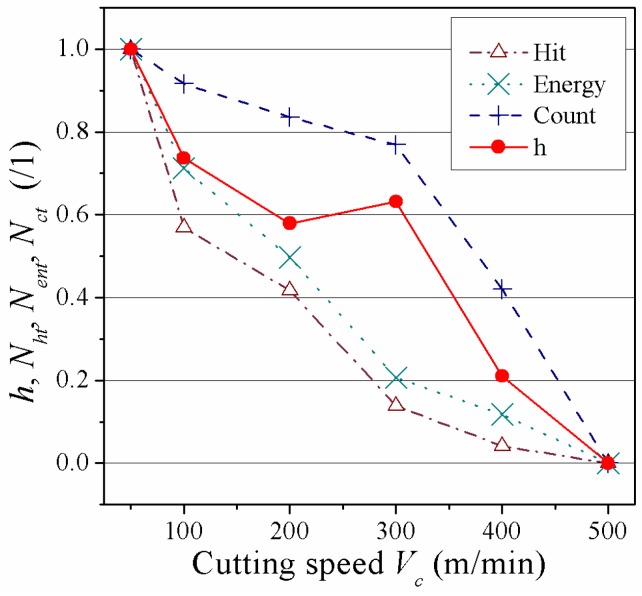 1.0
0.8
0.6
0.4
0.2
0.0
h, Nht, Nent, Nct (/1)
Hit
Energy
Count
h
100 200 300 400 500
Cutting speed Vc (m/min)